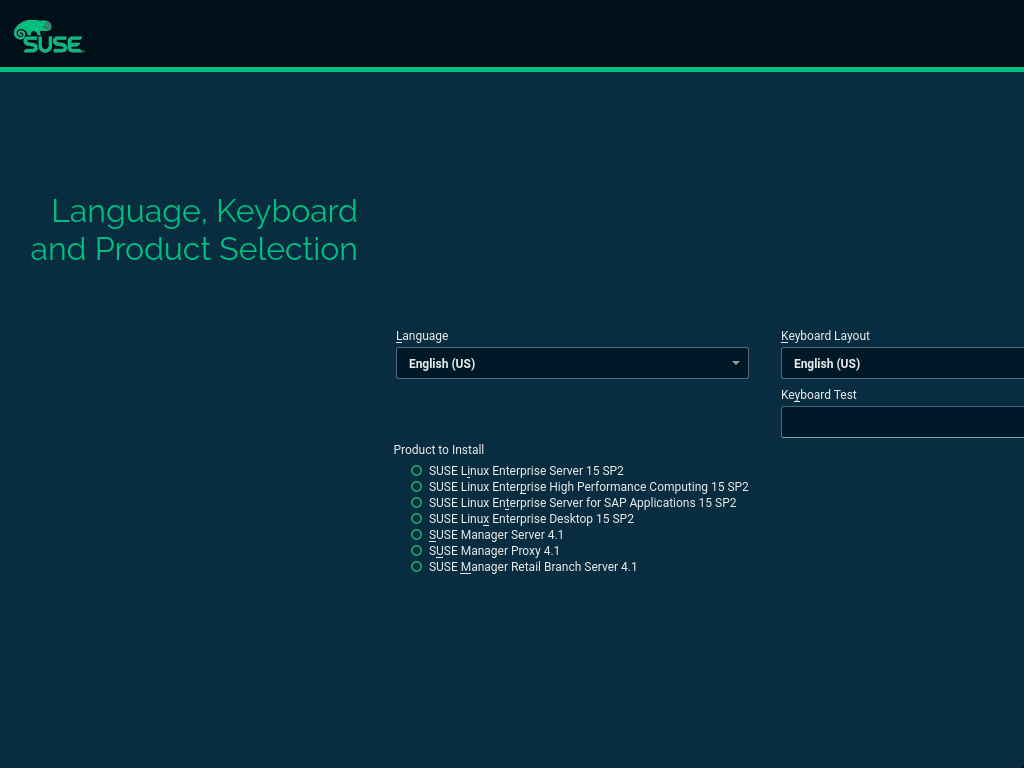 SUSE
Language, Keyboard
and Product Selection
Language
Keyboard Layout
English (US)
English (US)
Keyboard Test
Product to Install
SUSE Linux Enterprise Server 15 SP2
SUSE Linux Enterprise High Performance Computing 15 SP2
SUSE Linux Enterprise Server for SAP Applications 15 SP2
SUSE Linux Enterprise Desktop 15 SP2
SUSE Manager Server 4.1
SUSE Manager Proxy 4.1
SUSE Manager Retail Branch Server 4.1